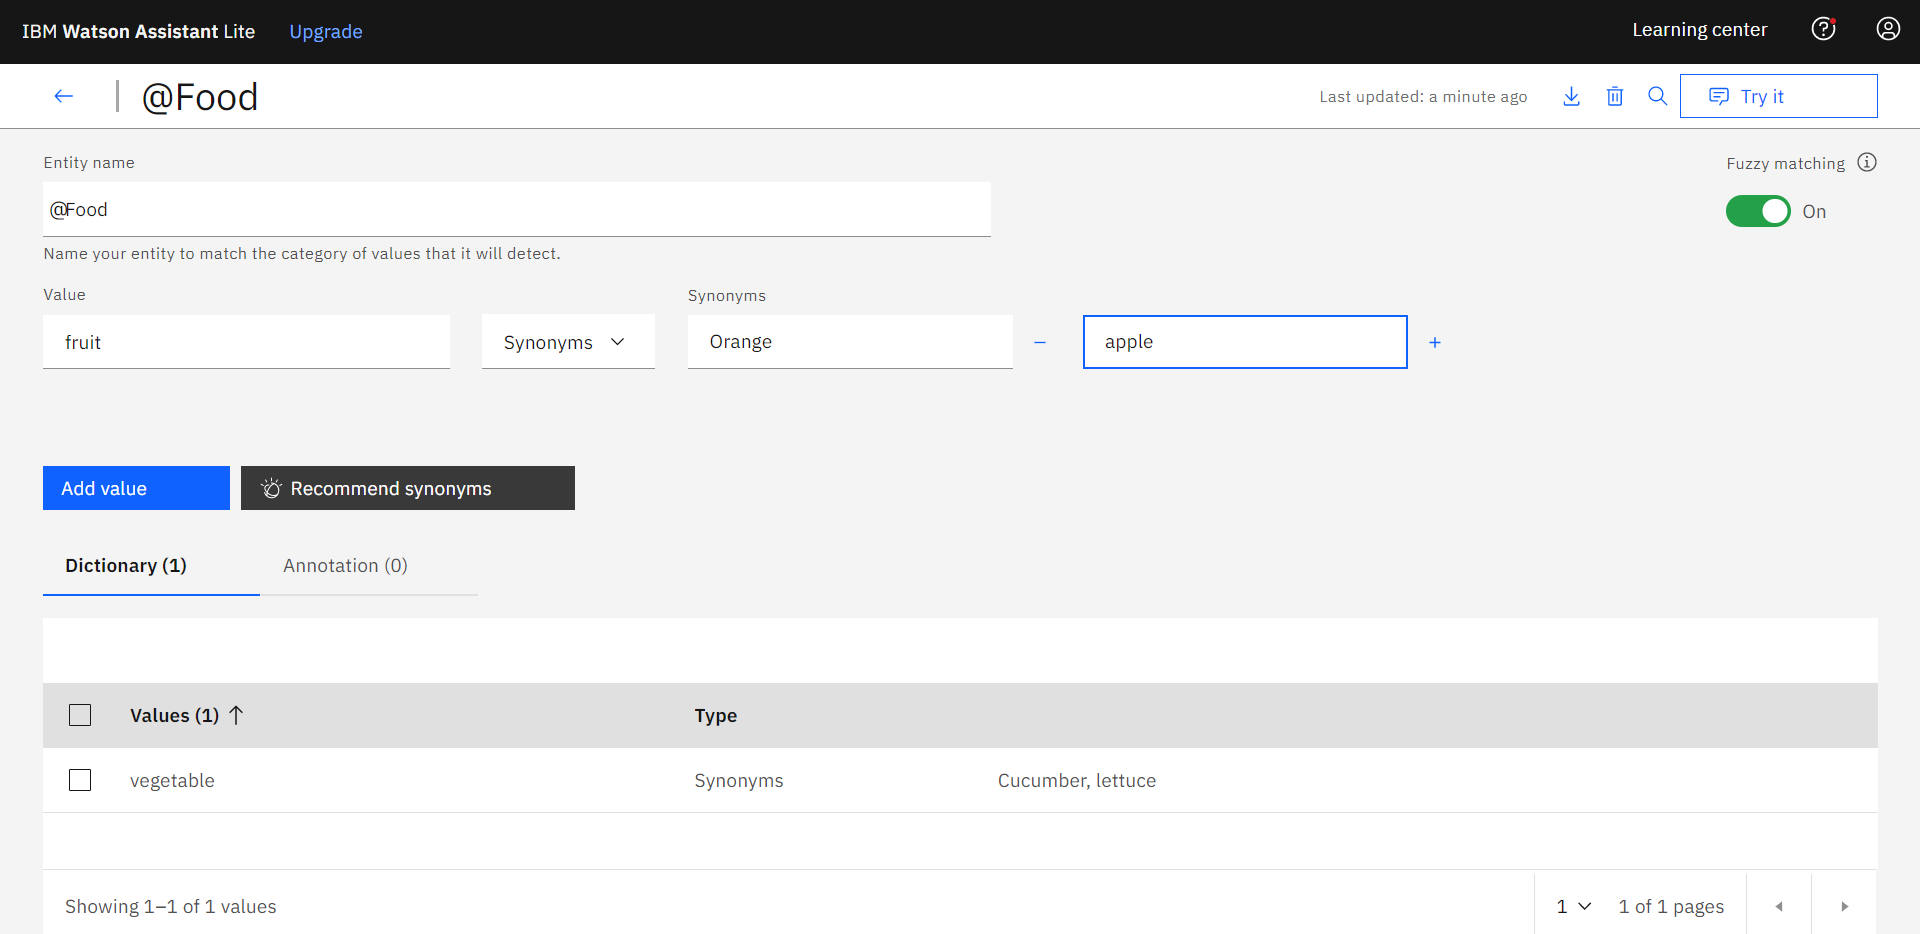 IBM Watson Assistant Lite Upgrade Learning center
@Food Last updated: a minute ago Try it
Entity name Fuzzy matching
@Food On
Name your entity to match the category of values that it will detect.
Value Synonyms
fruit Synonyms Orange apple
Add value Recommend synonyms
Dictionary (1) Annotation (0)
Values (1) Type
vegetable Synonyms Cucumber, lettuce
Showing 1–1 of 1 values 1 1 of 1 pages